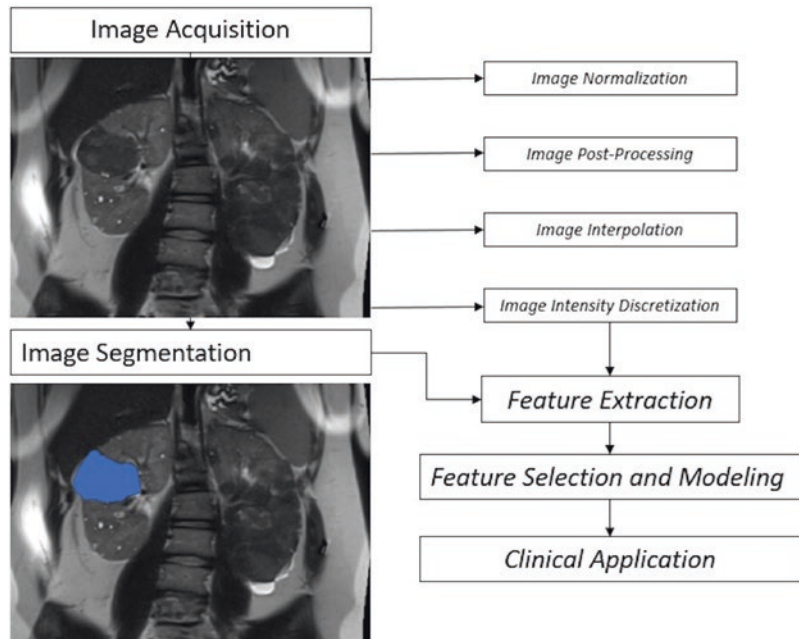 Image Acquisition
Image Normalization
Image Post-Processing
Image Interpolation
Image Intensity Discretization
Image Segmentation
Feature Extraction
Feature Selection and Modeling
Clinical Application